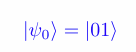 |ψ₀⟩ = |01⟩